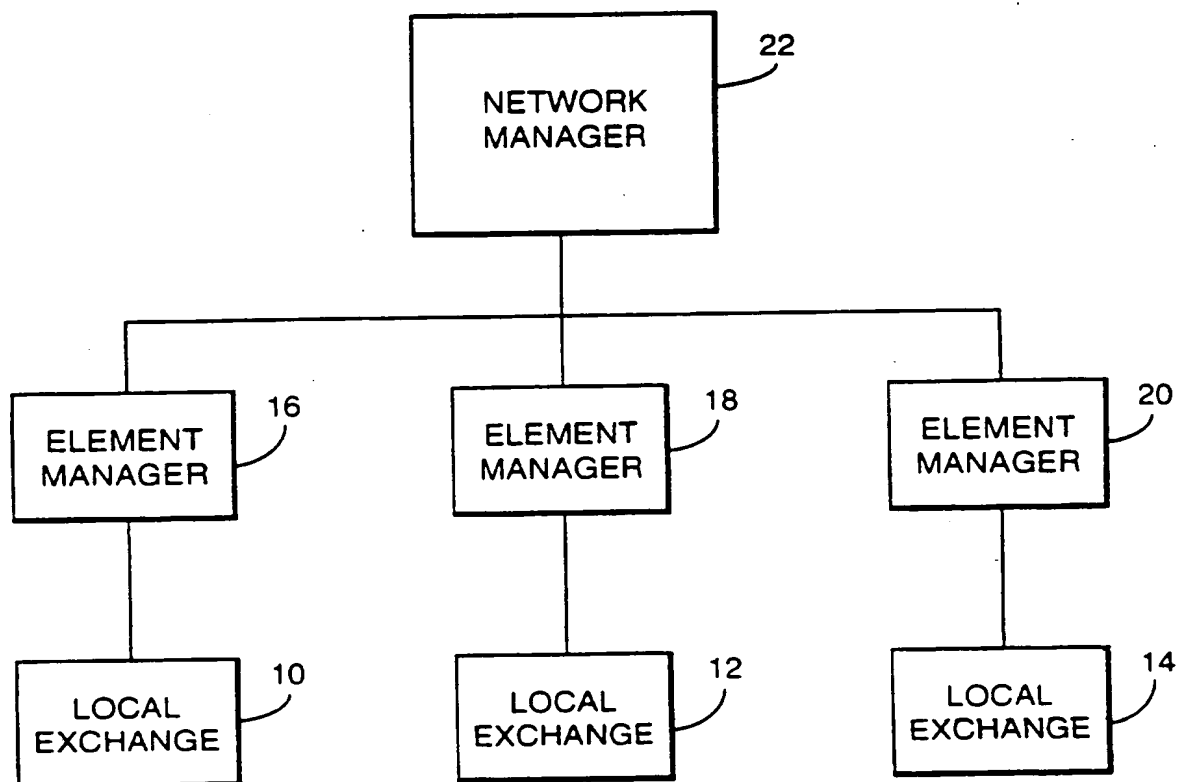 22
NETWORK
MANAGER
16
18
20
ELEMENT
MANAGER
ELEMENT
MANAGER
ELEMENT
MANAGER
10
12
14
LOCAL
EXCHANGE
LOCAL
EXCHANGE
LOCAL
EXCHANGE